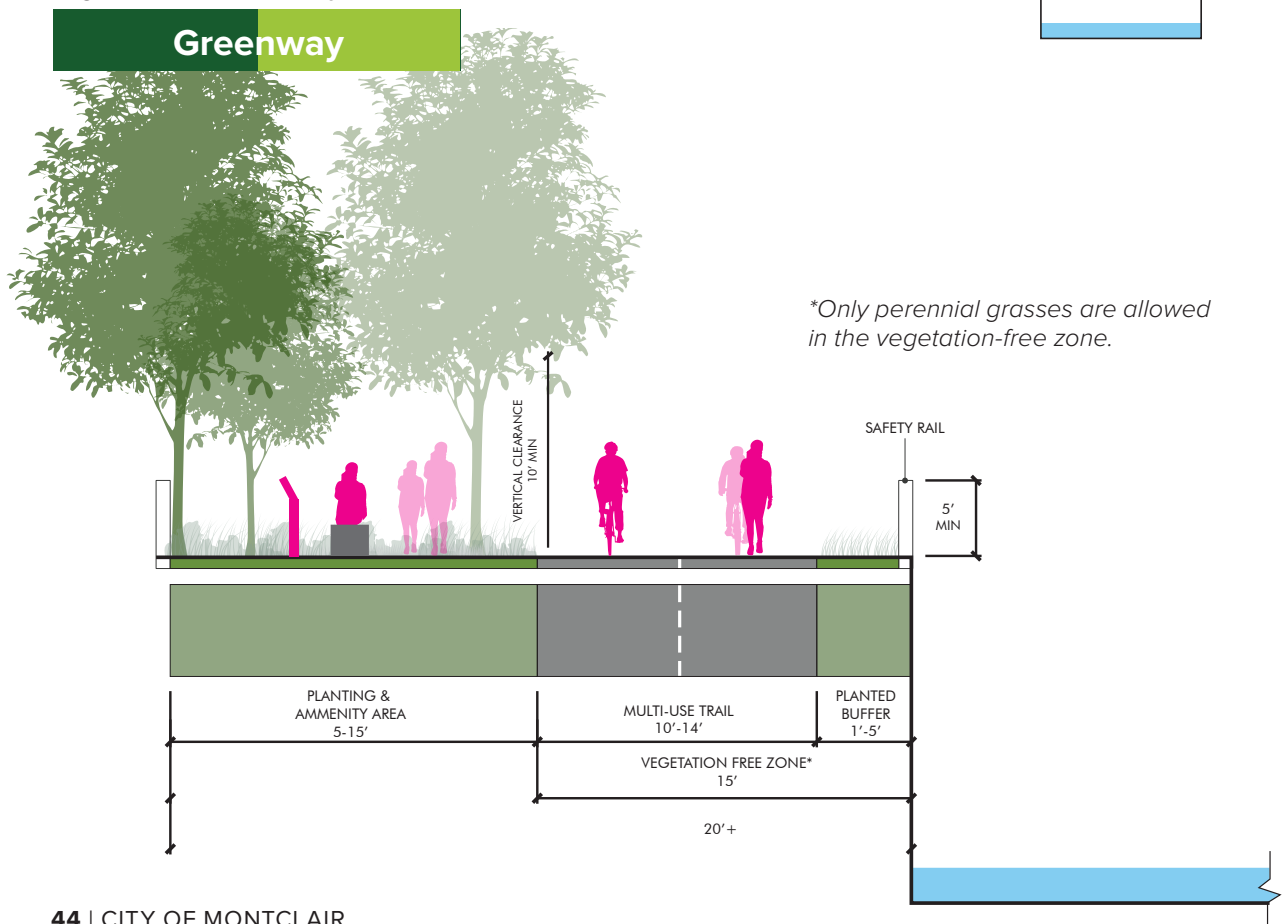 Greenway
*Only perennial grasses are allowed
in the vegetation-free zone.
VERTICAL CLEARANCE
10’ MIN
SAFETY RAIL
5’
MIN
PLANTING &
AMMENITY AREA
5-15’
MULTI-USE TRAIL
10’-14’
PLANTED
BUFFER
1’-5’
VEGETATION FREE ZONE*
15’
20’+
44 | CITY OF MONTCLAIR